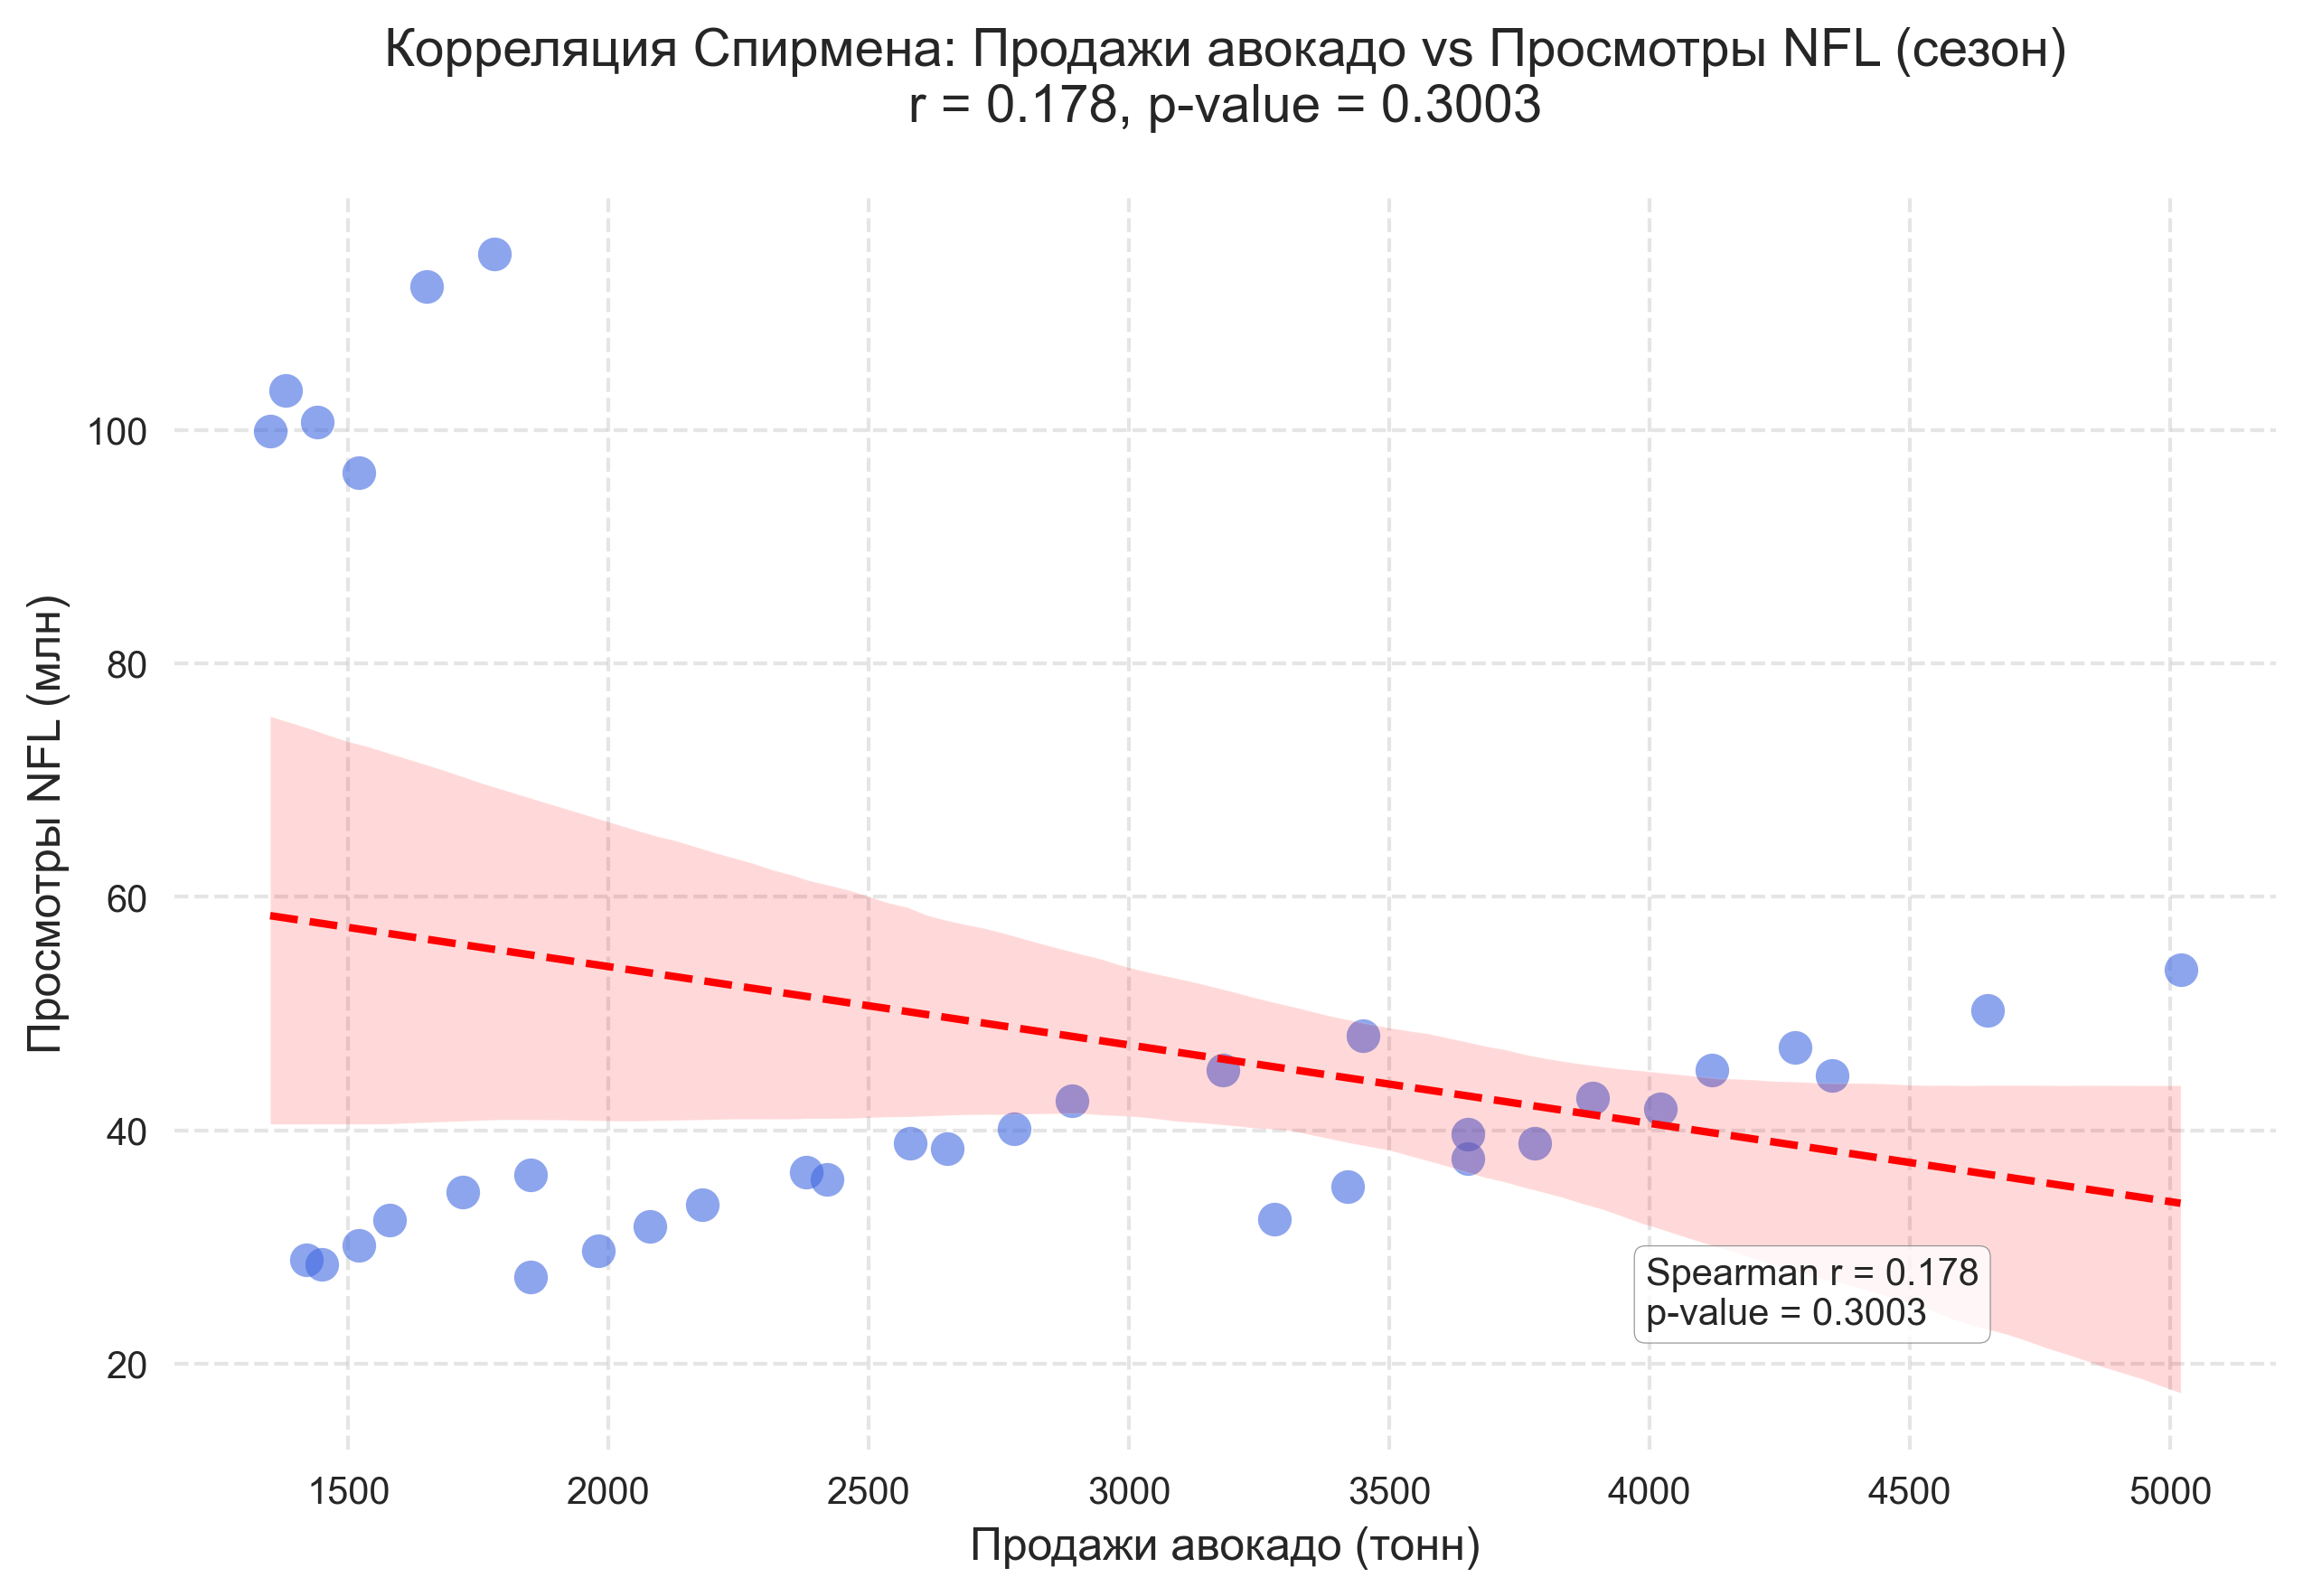 Корреляция Спирмена: Продажи авокадо vs Просмотры NFL (сезон)
r = 0.178, p-value = 0.3003
Просмотры NFL (млн)
100
80
60
40
20
Spearman r = 0.178
p-value = 0.3003
1500 2000 2500 3000 3500 4000 4500 5000
Продажи авокадо (тонн)